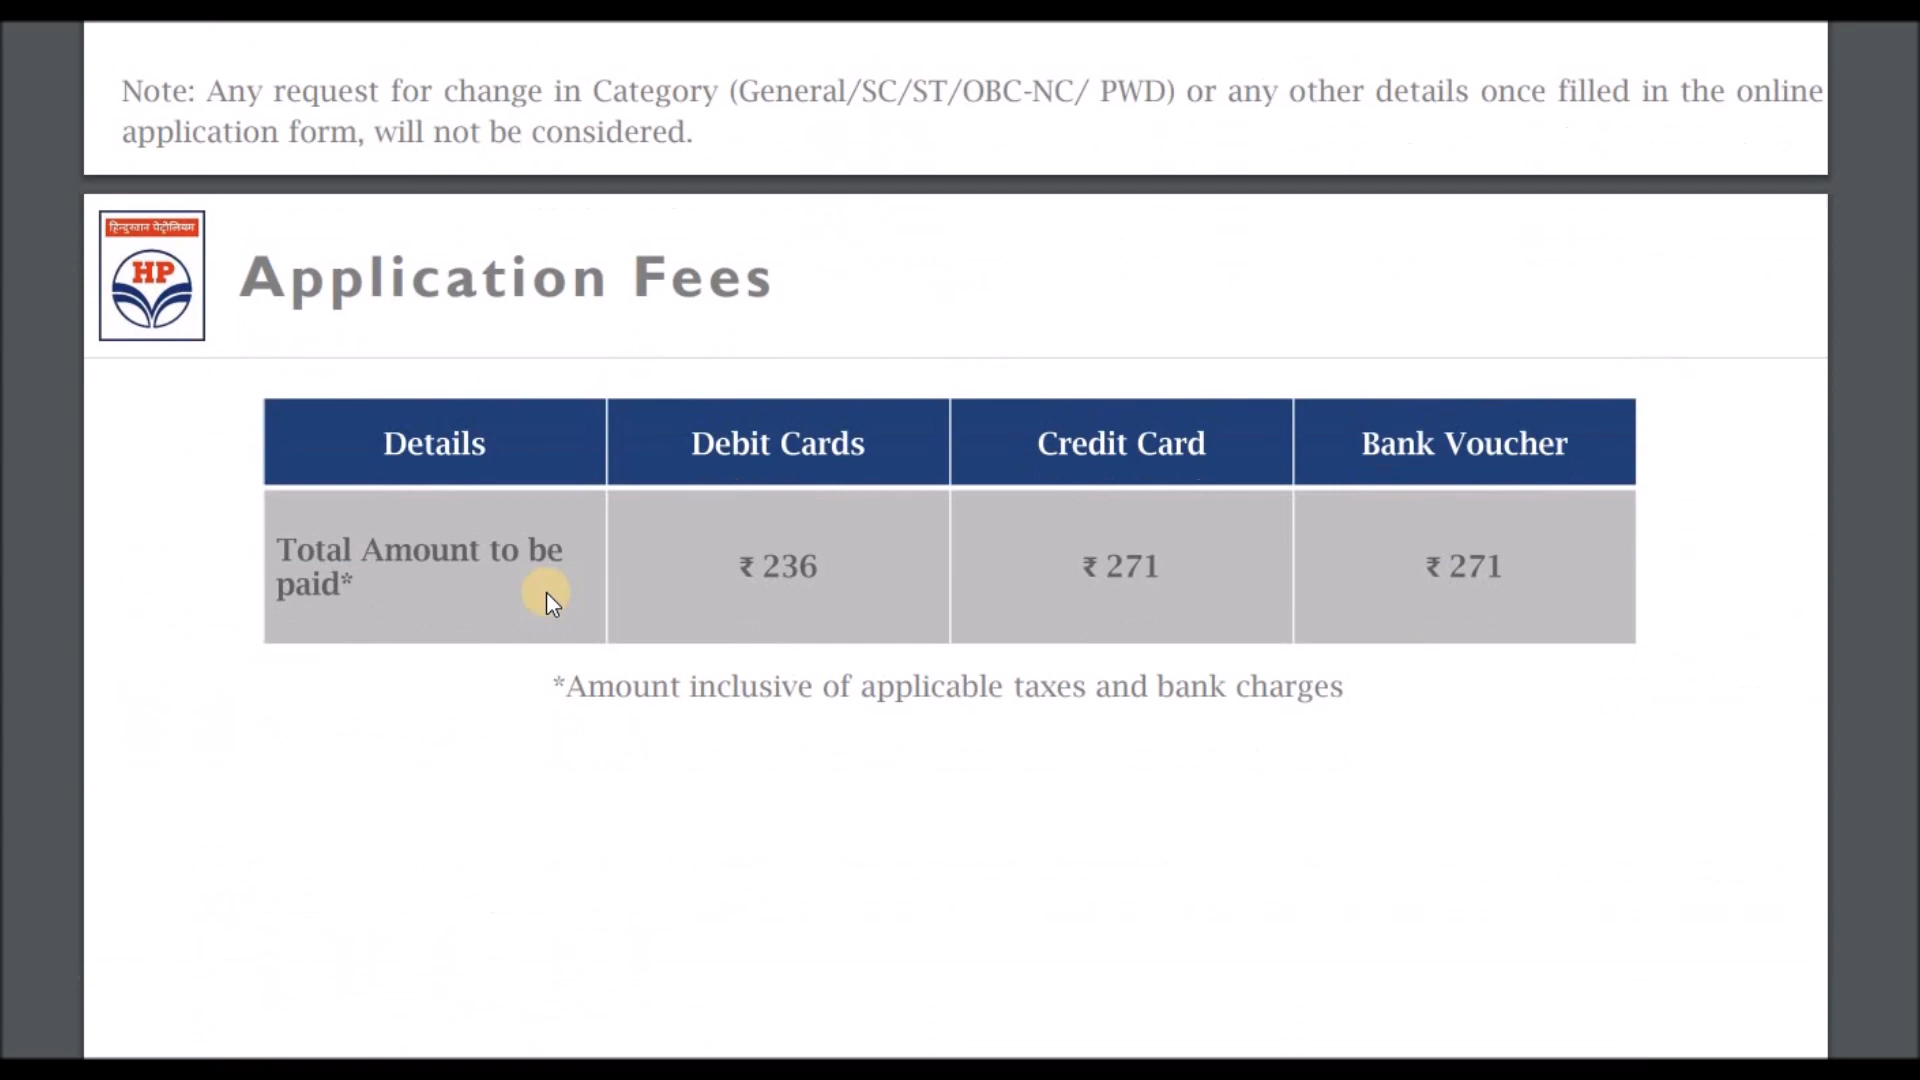 Note: Any request for change in Category (General/SC/ST/OBC-NC/ PWD) or any other details once filled in the online
application form, will not be considered.
हिन्दुस्तान पेट्रोलियम
HP
Application Fees
Details Debit Cards Credit Card Bank Voucher
Total Amount to be
paid*
₹ 236 ₹ 271 ₹ 271
*Amount inclusive of applicable taxes and bank charges